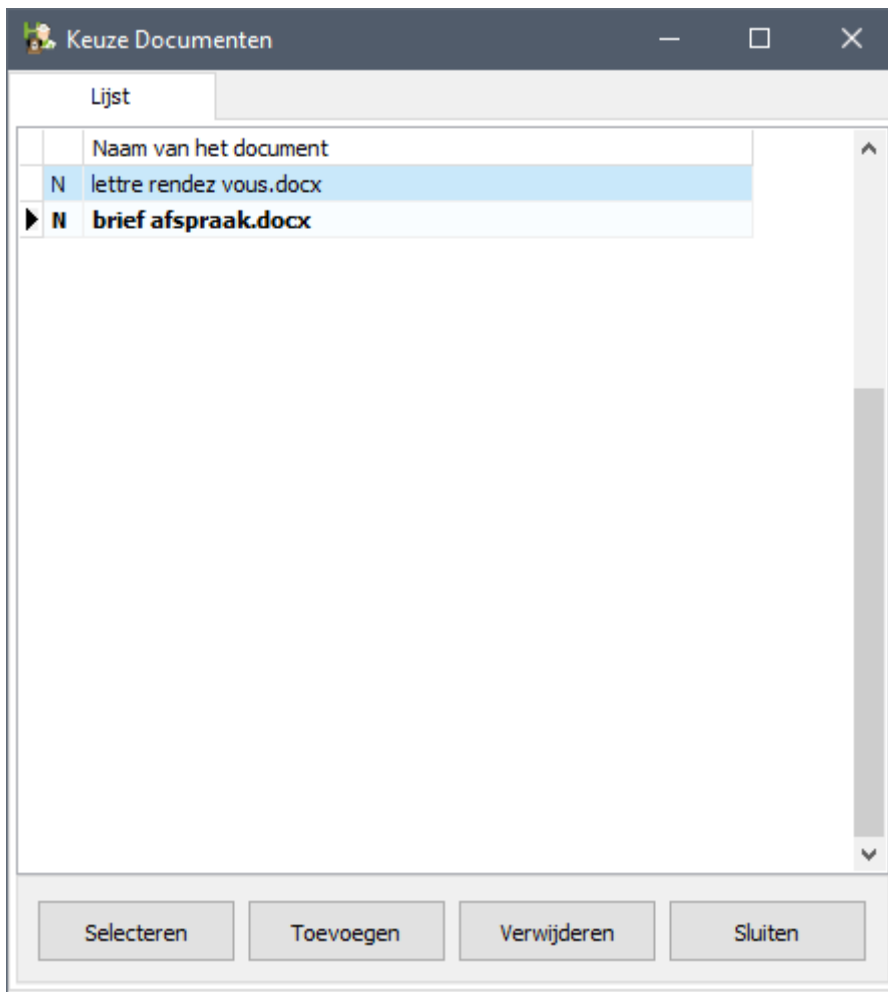 Keuze Documenten
Lijst
Naam van het document
N lettre rendez vous.docx
N brief afspraak.docx
Selecteren Toevoegen Verwijderen Sluiten